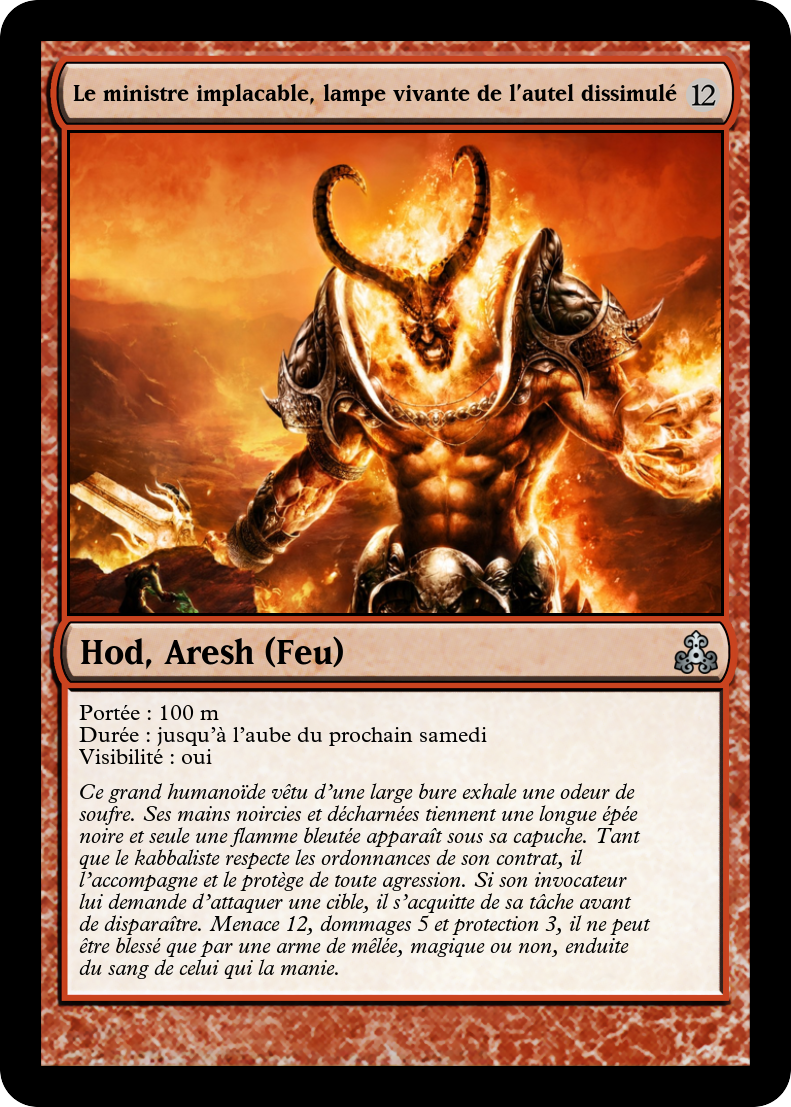 Le ministre implacable, lampe vivante de l'autel dissimulé 12
Hod, Aresh (Feu)
Portée : 100 m
Durée : jusqu'à l'aube du prochain samedi
Visibilité : oui
Ce grand humanoïde vêtu d'une large bure exhale une odeur de
soufre. Ses mains noircies et décharnées tiennent une longue épée
noire et seule une flamme bleutée apparaît sous sa capuche. Tant
que le kabbaliste respecte les ordonnances de son contrat, il
l'accompagne et le protège de toute agression. Si son invocateur
lui demande d'attaquer une cible, il s'acquitte de sa tâche avant
de disparaître. Menace 12, dommages 5 et protection 3, il ne peut
être blessé que par une arme de mêlée, magique ou non, enduite
du sang de celui qui la manie.